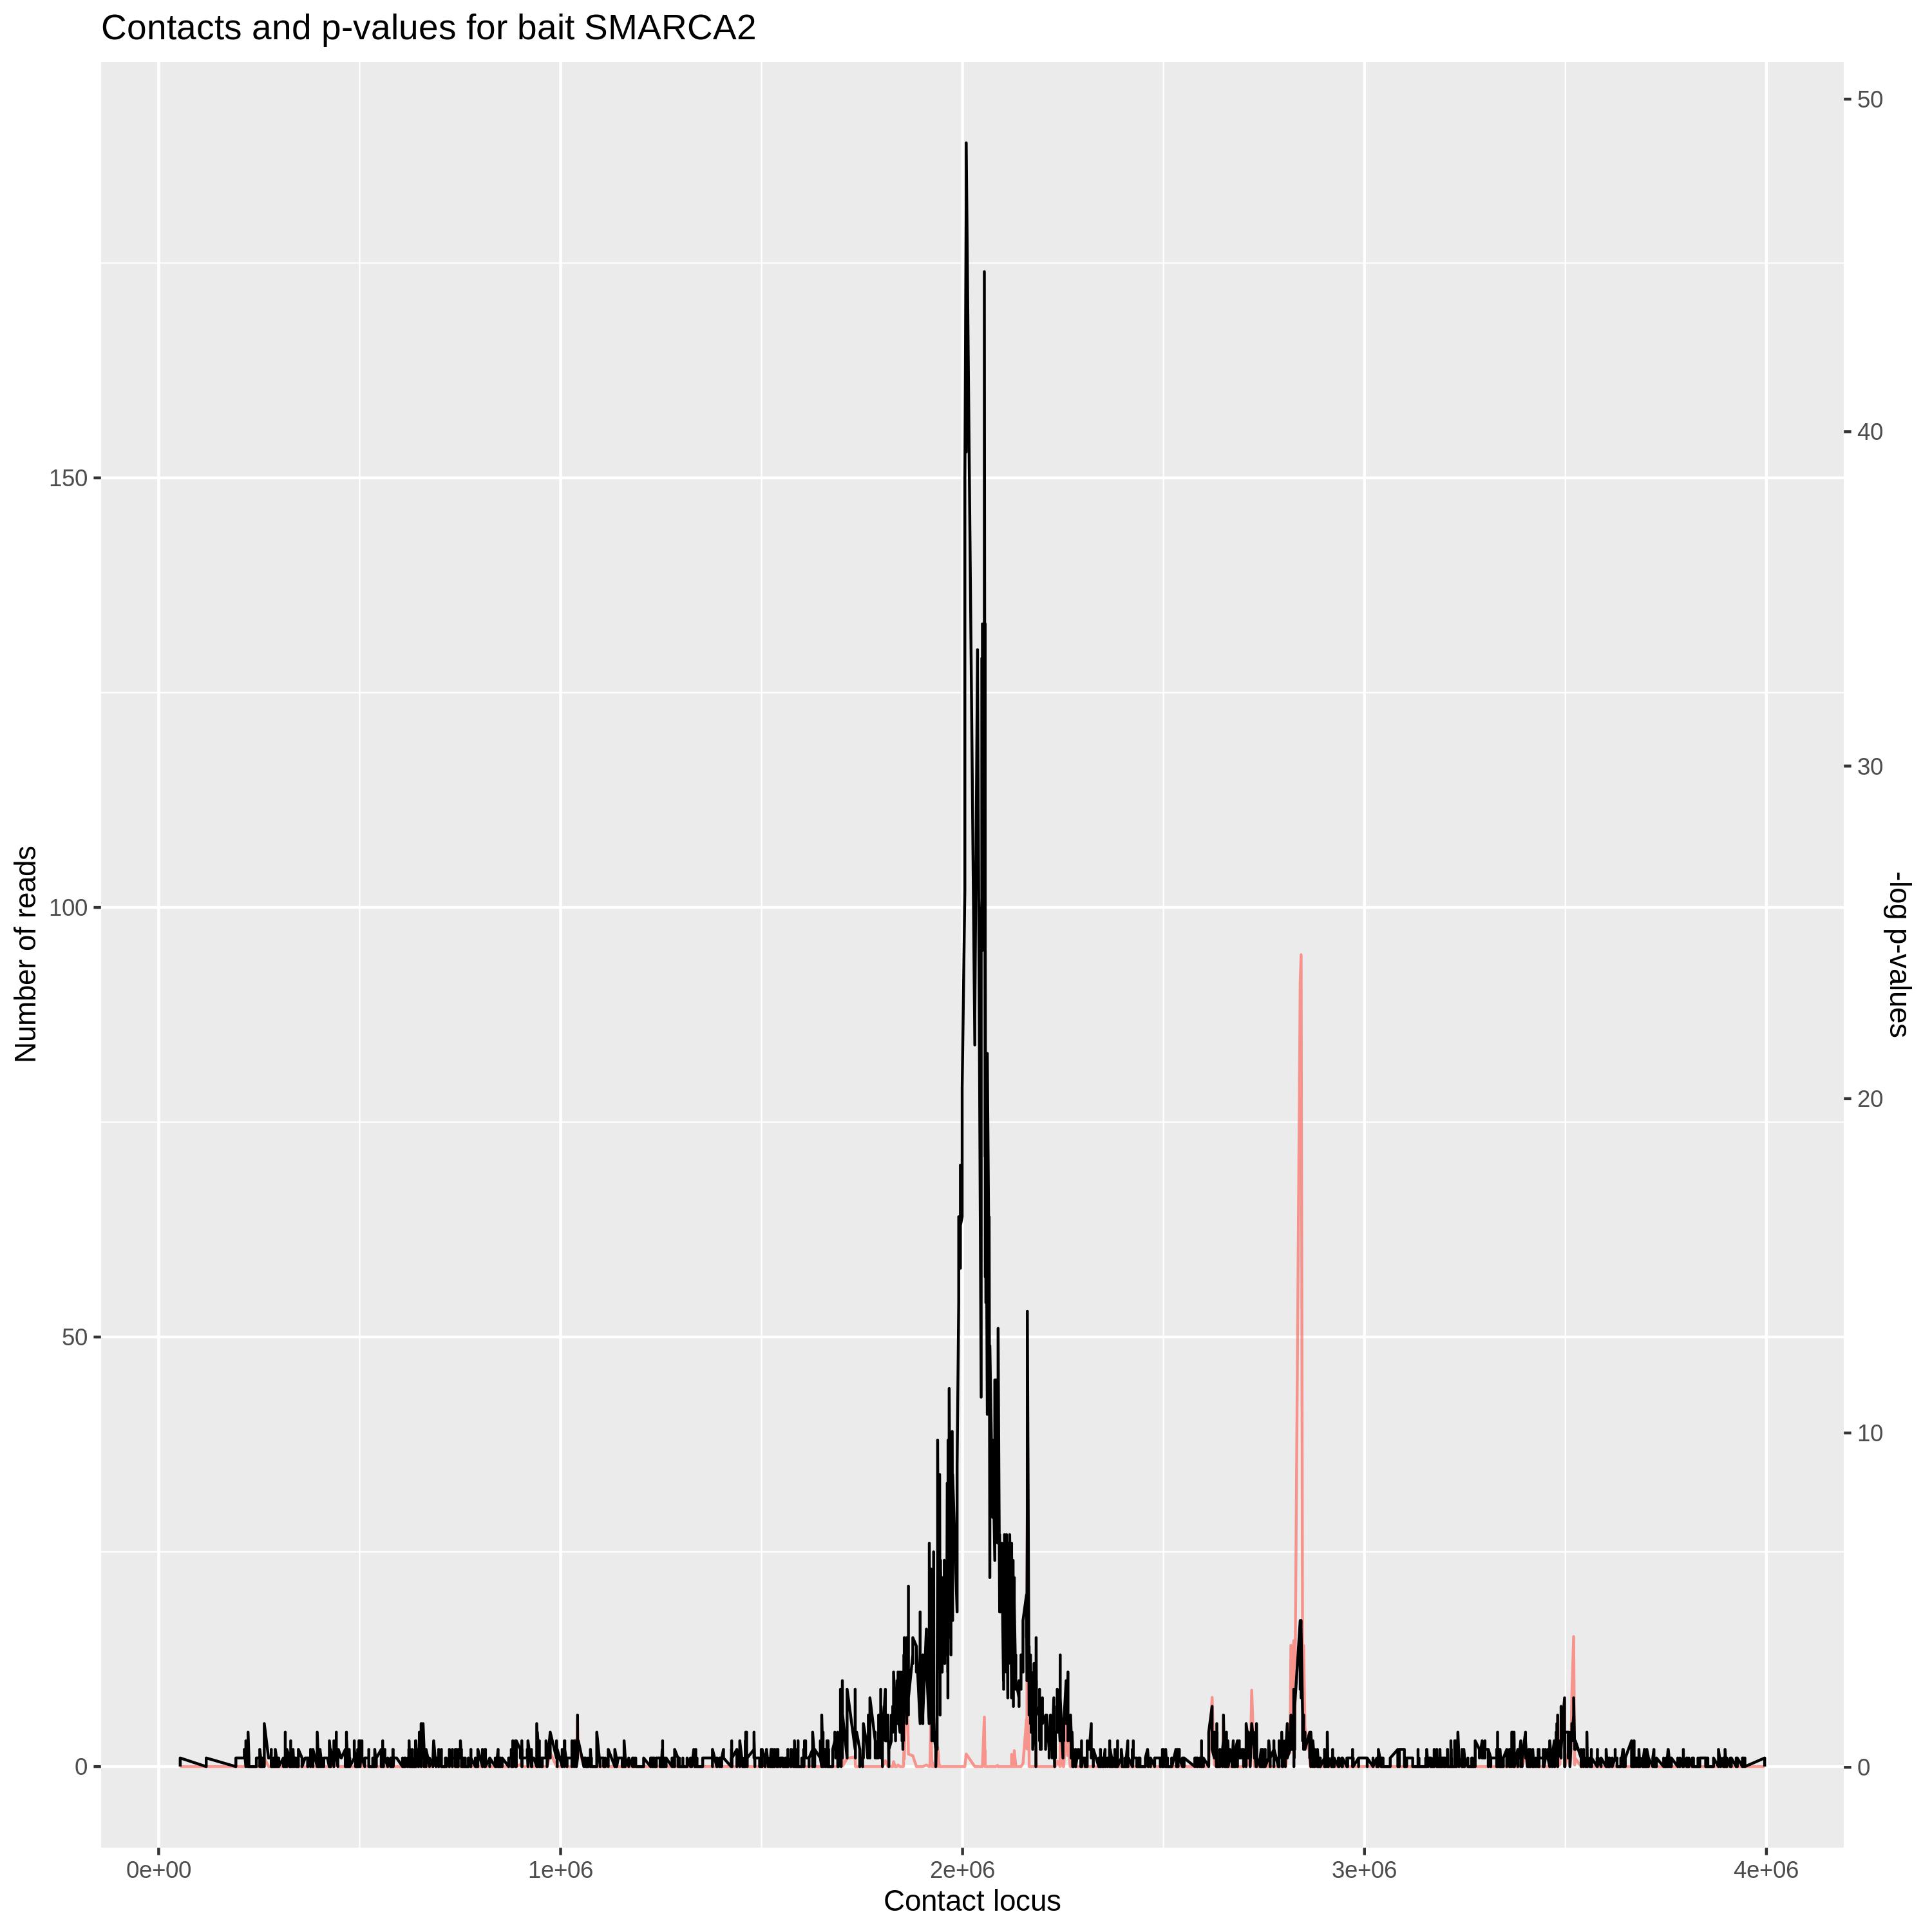 Contacts and p-values for bait SMARCA2
50
40
30
20
10
0
150
100
50
0
Number of reads
-log p-values
0e+00 1e+06 2e+06 3e+06 4e+06
Contact locus